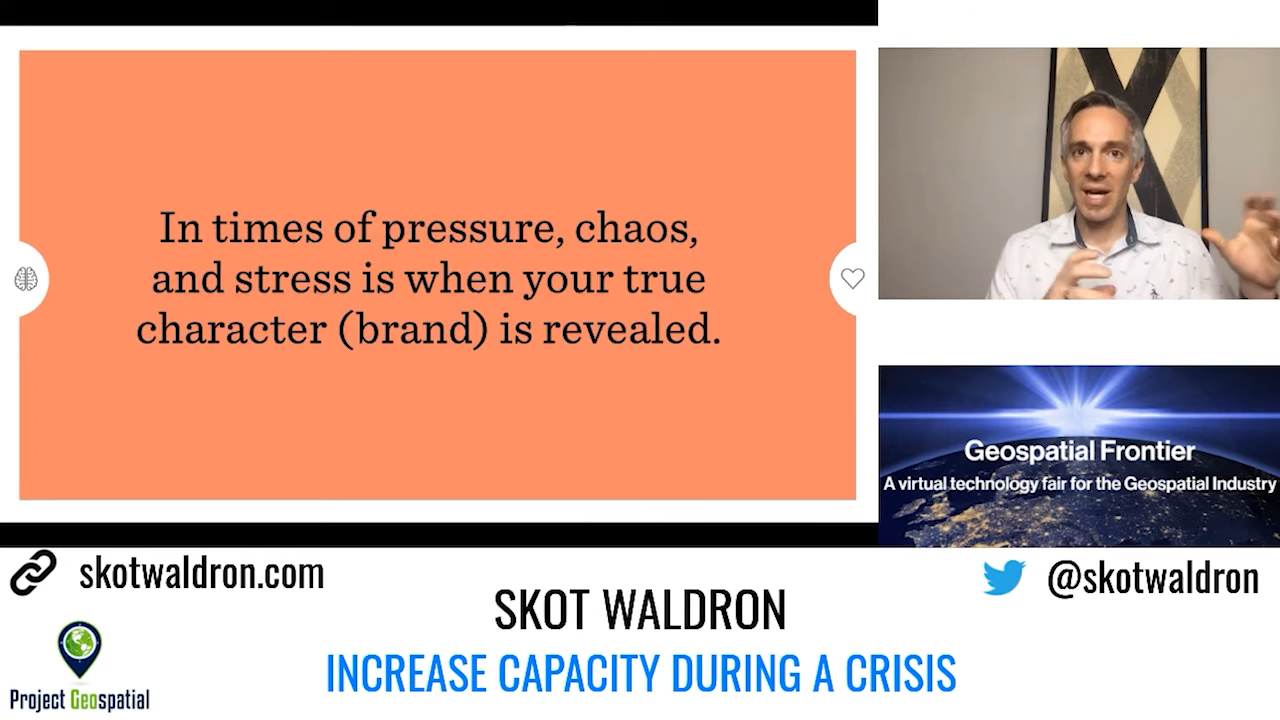 In times of pressure, chaos,
and stress is when your true
character (brand) is revealed.
Geospatial Frontier
A virtual technology fair for the Geospatial Industry
skotwaldron.com
@skotwaldron
SKOT WALDRON
INCREASE CAPACITY DURING A CRISIS
Project Geospatial